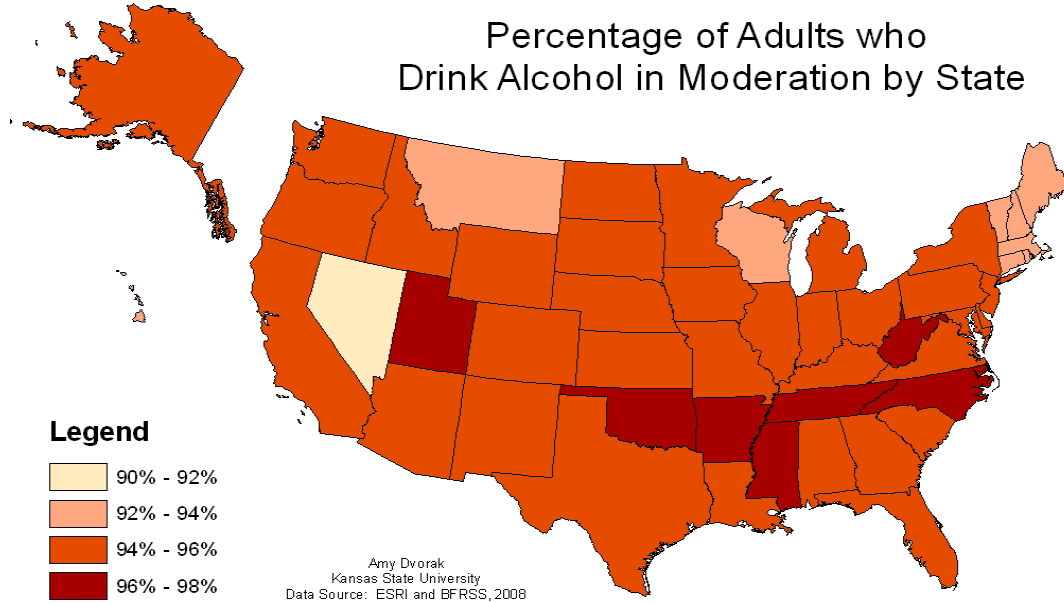 Percentage of Adults who
Drink Alcohol in Moderation by State
Legend
90% - 92%
92% - 94%
94% - 96%
96% - 98%
Amy Dvorak
Kansas State University
Data Source: ESRI and BFRSS, 2008